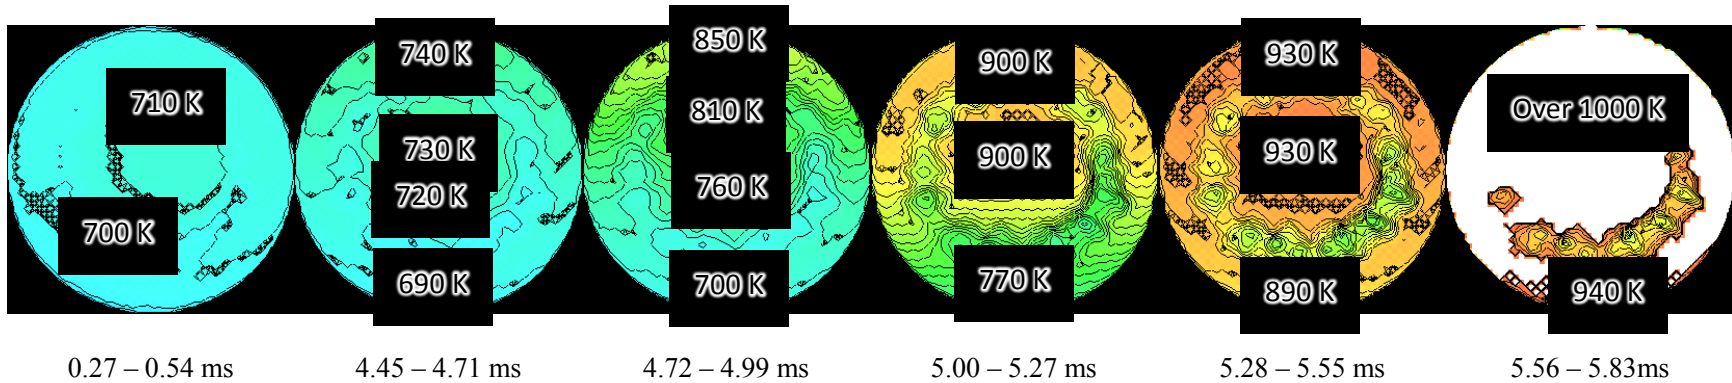 710 K
700 K
740 K
730 K
720 K
690 K
850 K
810 K
760 K
700 K
900 K
900 K
770 K
930 K
930 K
890 K
Over 1000 K
940 K
0.27 – 0.54 ms
4.45 – 4.71 ms
4.72 – 4.99 ms
5.00 – 5.27 ms
5.28 – 5.55 ms
5.56 – 5.83ms